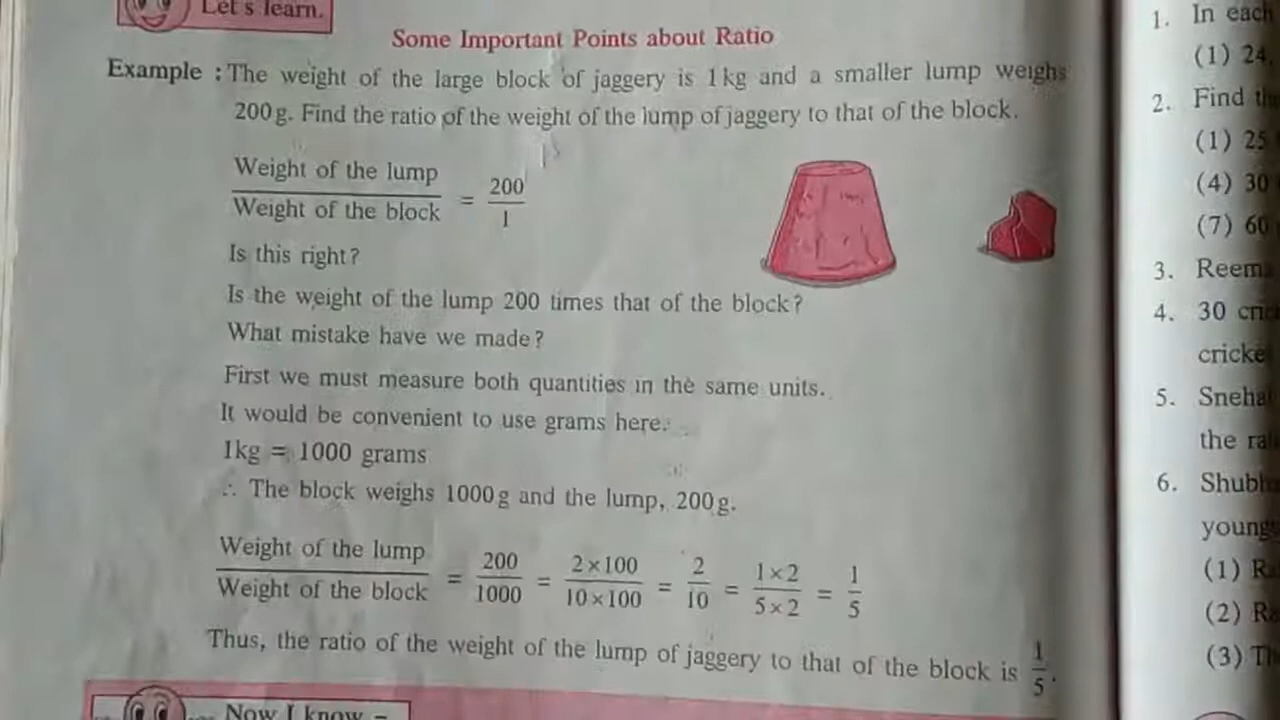 Let's learn.
Some Important Points about Ratio
Example : The weight of the large block of jaggery is 1kg and a smaller lump weighs
200g. Find the ratio of the weight of the lump of jaggery to that of the block.
Weight of the lump / Weight of the block = 200 / 1
Is this right?
Is the weight of the lump 200 times that of the block?
What mistake have we made?
First we must measure both quantities in the same units.
It would be convenient to use grams here.
1kg = 1000 grams
∴ The block weighs 1000g and the lump, 200g.
Weight of the lump / Weight of the block = 200 / 1000 = 2×100 / 10×100 = 2 / 10 = 1×2 / 5×2 = 1 / 5
Thus, the ratio of the weight of the lump of jaggery to that of the block is 1/5.
Now I know –
1. In each
(1) 24
2. Find
(1) 25
(4) 30
(7) 60
3. Reem
4. 30
cricke
5. Sneha
the
6. Shubh
young
(1)
(2)
(3)